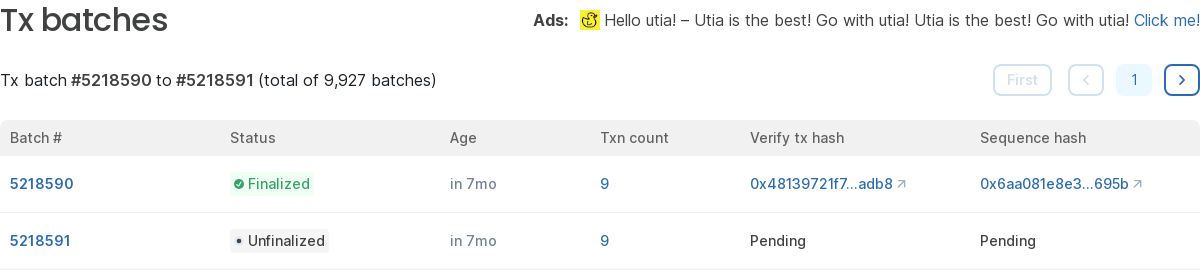 Tx batches
Ads: Hello utia! – Utia is the best! Go with utia! Utia is the best! Go with utia! Click me!
Tx batch #5218590 to #5218591 (total of 9,927 batches)
First 1
Batch # Status Age Txn count Verify tx hash Sequence hash
5218590 Finalized in 7mo 9 0x48139721f7...adb8 0x6aa081e8e3...695b
5218591 Unfinalized in 7mo 9 Pending Pending